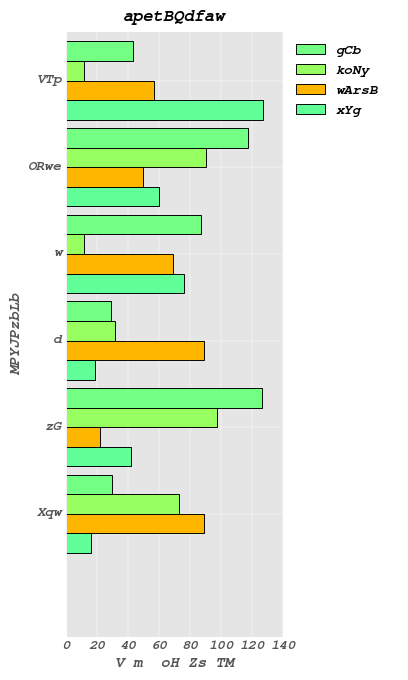 apetBQdfaw
gCb
koNy
wArsB
xYg
VTp
ORwe
w
d
zG
Xqw
MPYJPzbLb
0 20 40 60 80 100 120 140
V m  oH Zs TM